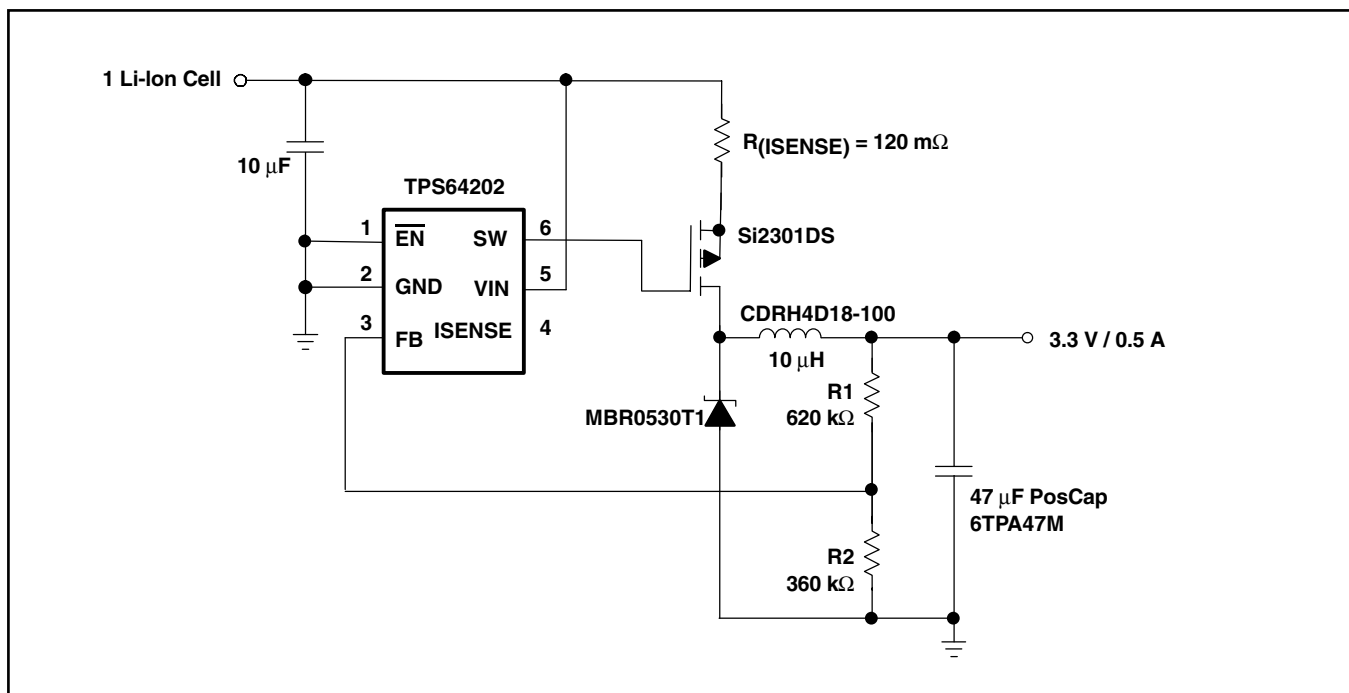 1 Li-Ion Cell
R(ISENSE) = 120 mΩ
10 μF
TPS64202
1
EN
SW
6
Si2301DS
2
GND
VIN
5
3
FB
ISENSE
4
CDRH4D18-100
10 μH
3.3 V / 0.5 A
R1
620 kΩ
MBR0530T1
47 μF PosCap
6TPA47M
R2
360 kΩ